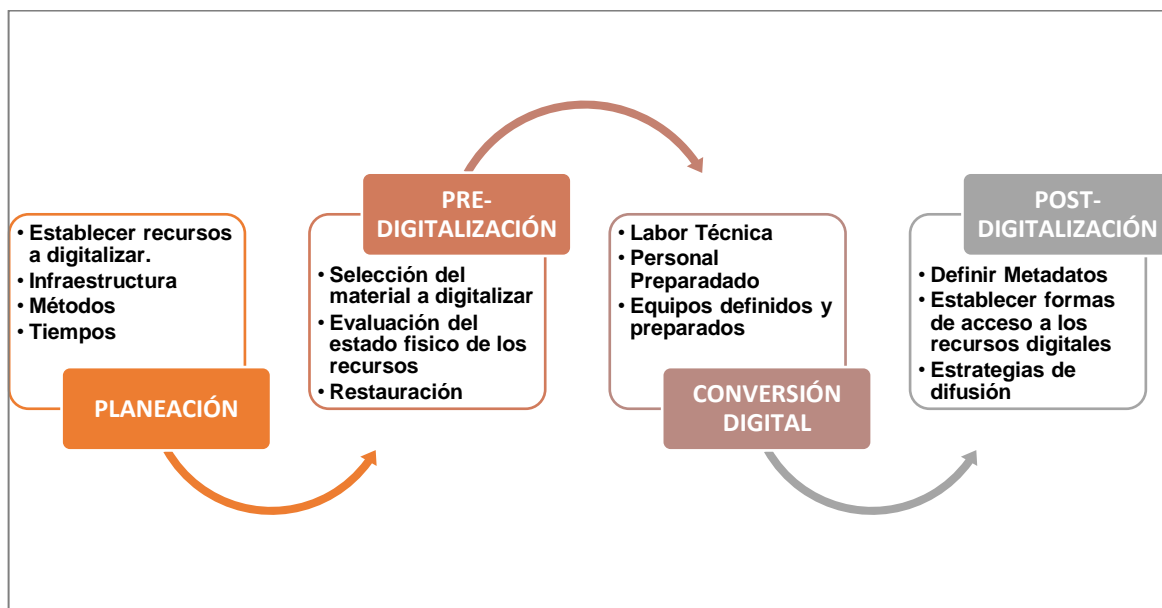 • Establecer recursos
a digitalizar.
• Infraestructura
• Métodos
• Tiempos
PLANEACIÓN
PRE-
DIGITALIZACIÓN
• Selección del
material a digitalizar
• Evaluación del
estado fisico de los
recursos
• Restauración
• Labor Técnica
• Personal
Preparadado
• Equipos definidos y
preparados
CONVERSIÓN
DIGITAL
POST-
DIGITALIZACIÓN
• Definir Metadatos
• Establecer formas
de acceso a los
recursos digitales
• Estrategias de
difusión